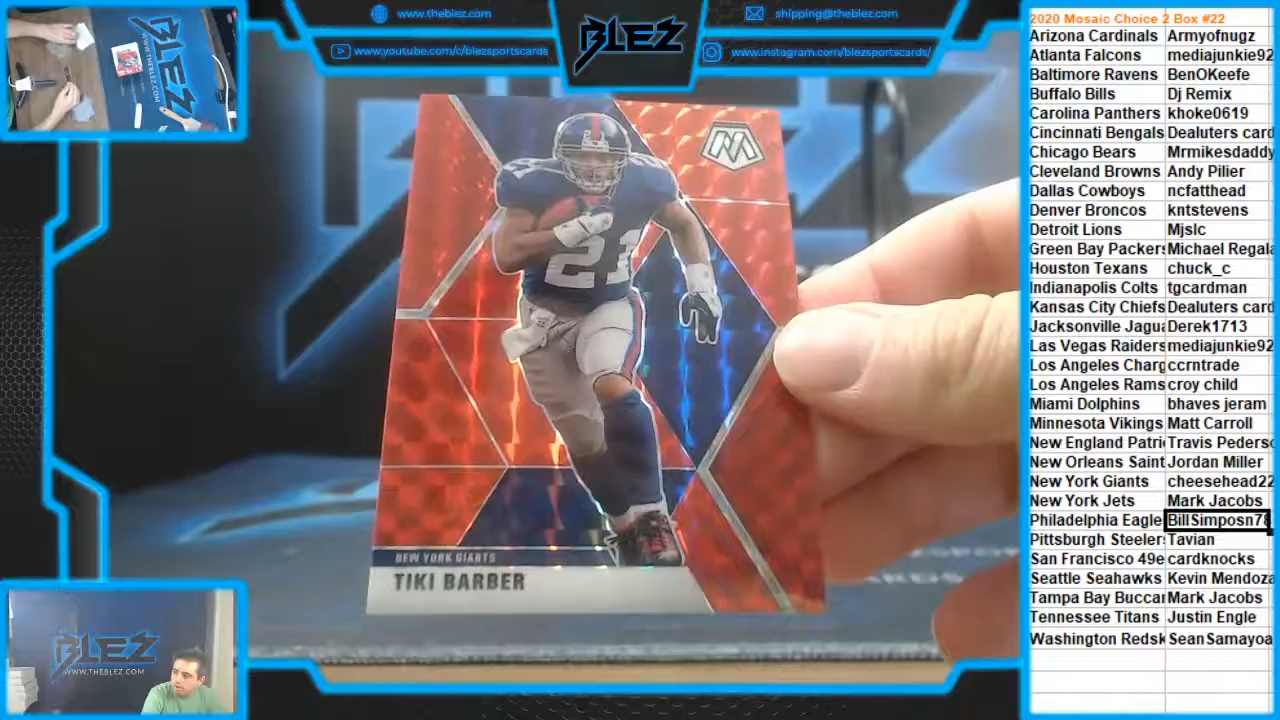 www.theblez.com
www.youtube.com/c/blezsportscards
BLEZ
shipping@theblez.com
www.instagram.com/blezsportscards/
21
NEW YORK GIANTS
TIKI BARBER
BLEZ
WWW.THEBLEZ.COM
2020 Mosaic Choice 2 Box #22
Arizona Cardinals Armyofnugz
Atlanta Falcons mediajunkie92
Baltimore Ravens BenOKeefe
Buffalo Bills Dj Remix
Carolina Panthers khoke0619
Cincinnati Bengals Dealuters card
Chicago Bears Mrmikesdaddy
Cleveland Browns Andy Pilier
Dallas Cowboys ncfatthead
Denver Broncos kntstevens
Detroit Lions Mjslc
Green Bay Packers Michael Regala
Houston Texans chuck_c
Indianapolis Colts tgcardman
Kansas City Chiefs Dealuters card
Jacksonville Jagua Derek1713
Las Vegas Raiders mediajunkie92
Los Angeles Charg ccrntrade
Los Angeles Rams croy child
Miami Dolphins bhaves jeram
Minnesota Vikings Matt Carroll
New England Patri Travis Pederso
New Orleans Saint Jordan Miller
New York Giants cheesehead22
New York Jets Mark Jacobs
Philadelphia Eagle BillSimposn78
Pittsburgh Steeler Tavian
San Francisco 49e cardknocks
Seattle Seahawks Kevin Mendoza
Tampa Bay Buccar Mark Jacobs
Tennessee Titans Justin Engle
Washington Redsk SeanSamayoa